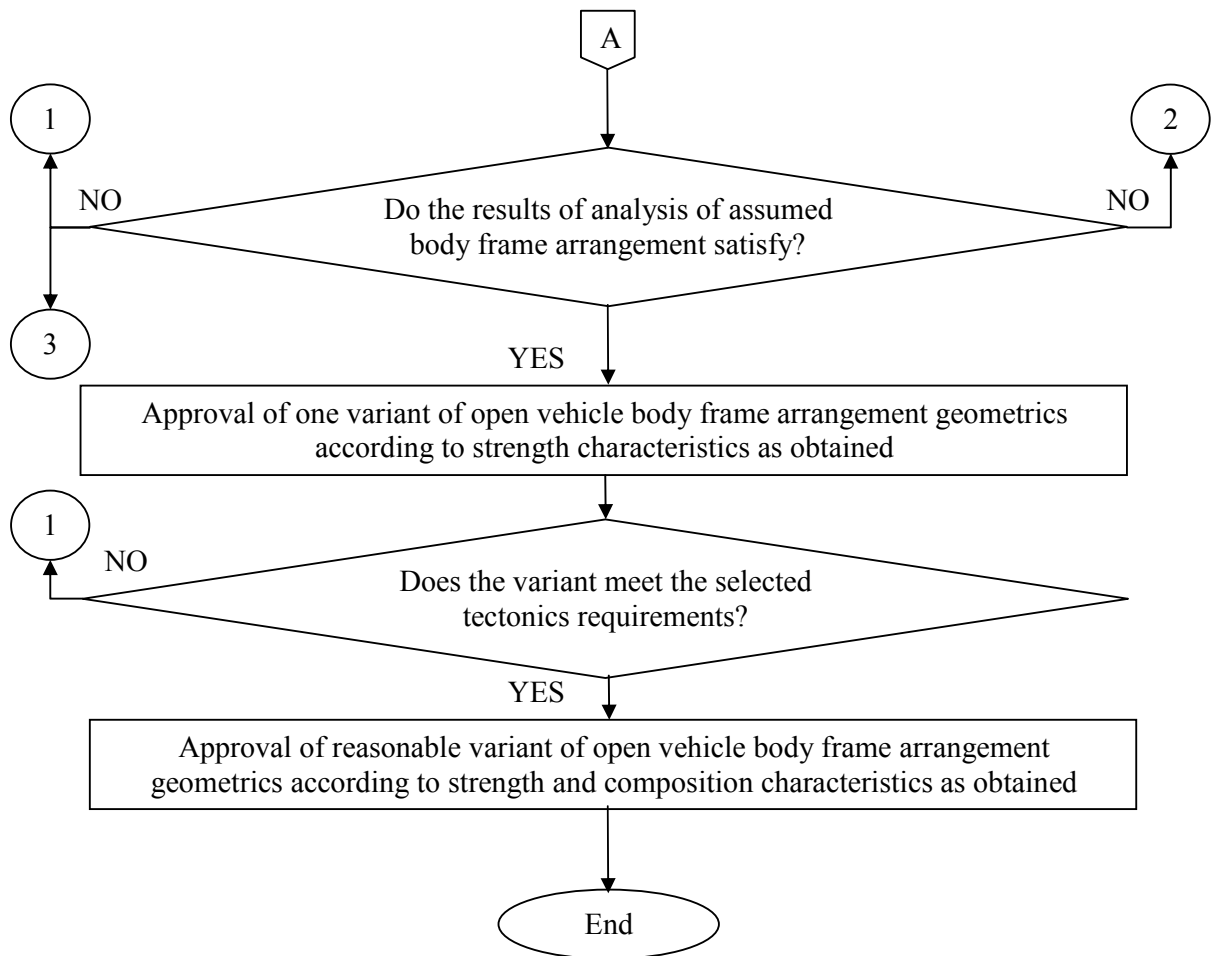 A
1
2
NO
NO
Do the results of analysis of assumed
body frame arrangement satisfy?
3
YES
Approval of one variant of open vehicle body frame arrangement geometrics
according to strength characteristics as obtained
1
NO
Does the variant meet the selected
tectonics requirements?
YES
Approval of reasonable variant of open vehicle body frame arrangement
geometrics according to strength and composition characteristics as obtained
End